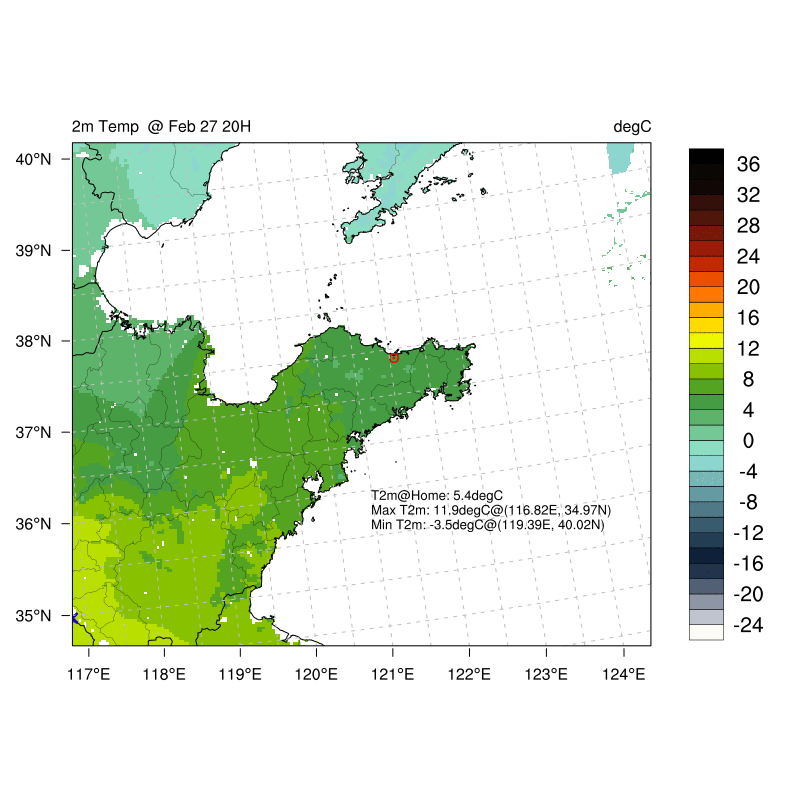 2m Temp @ Feb 27 20H
degC
40°N
39°N
38°N
37°N
36°N
35°N
117°E
118°E
119°E
120°E
121°E
122°E
123°E
124°E
T2m@Home: 5.4degC
Max T2m: 11.9degC@(116.82E, 34.97N)
Min T2m: -3.5degC@(119.39E, 40.02N)
36
32
28
24
20
16
12
8
4
0
-4
-8
-12
-16
-20
-24